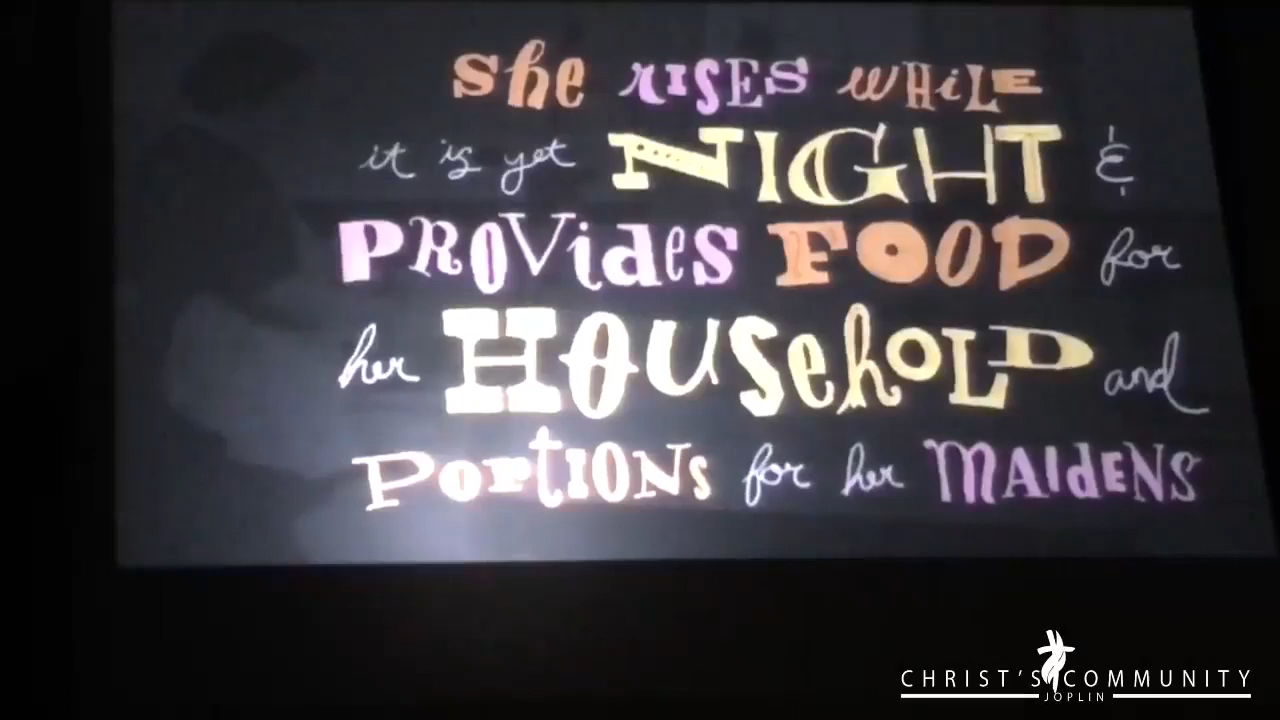 She RISES WHiLE
it is yet NIGHT &
PROVides FOOD for
her HOUSehOLD and
PORtIONs for her MAIdENS
CHRIST'S COMMUNITY
JOPLIN